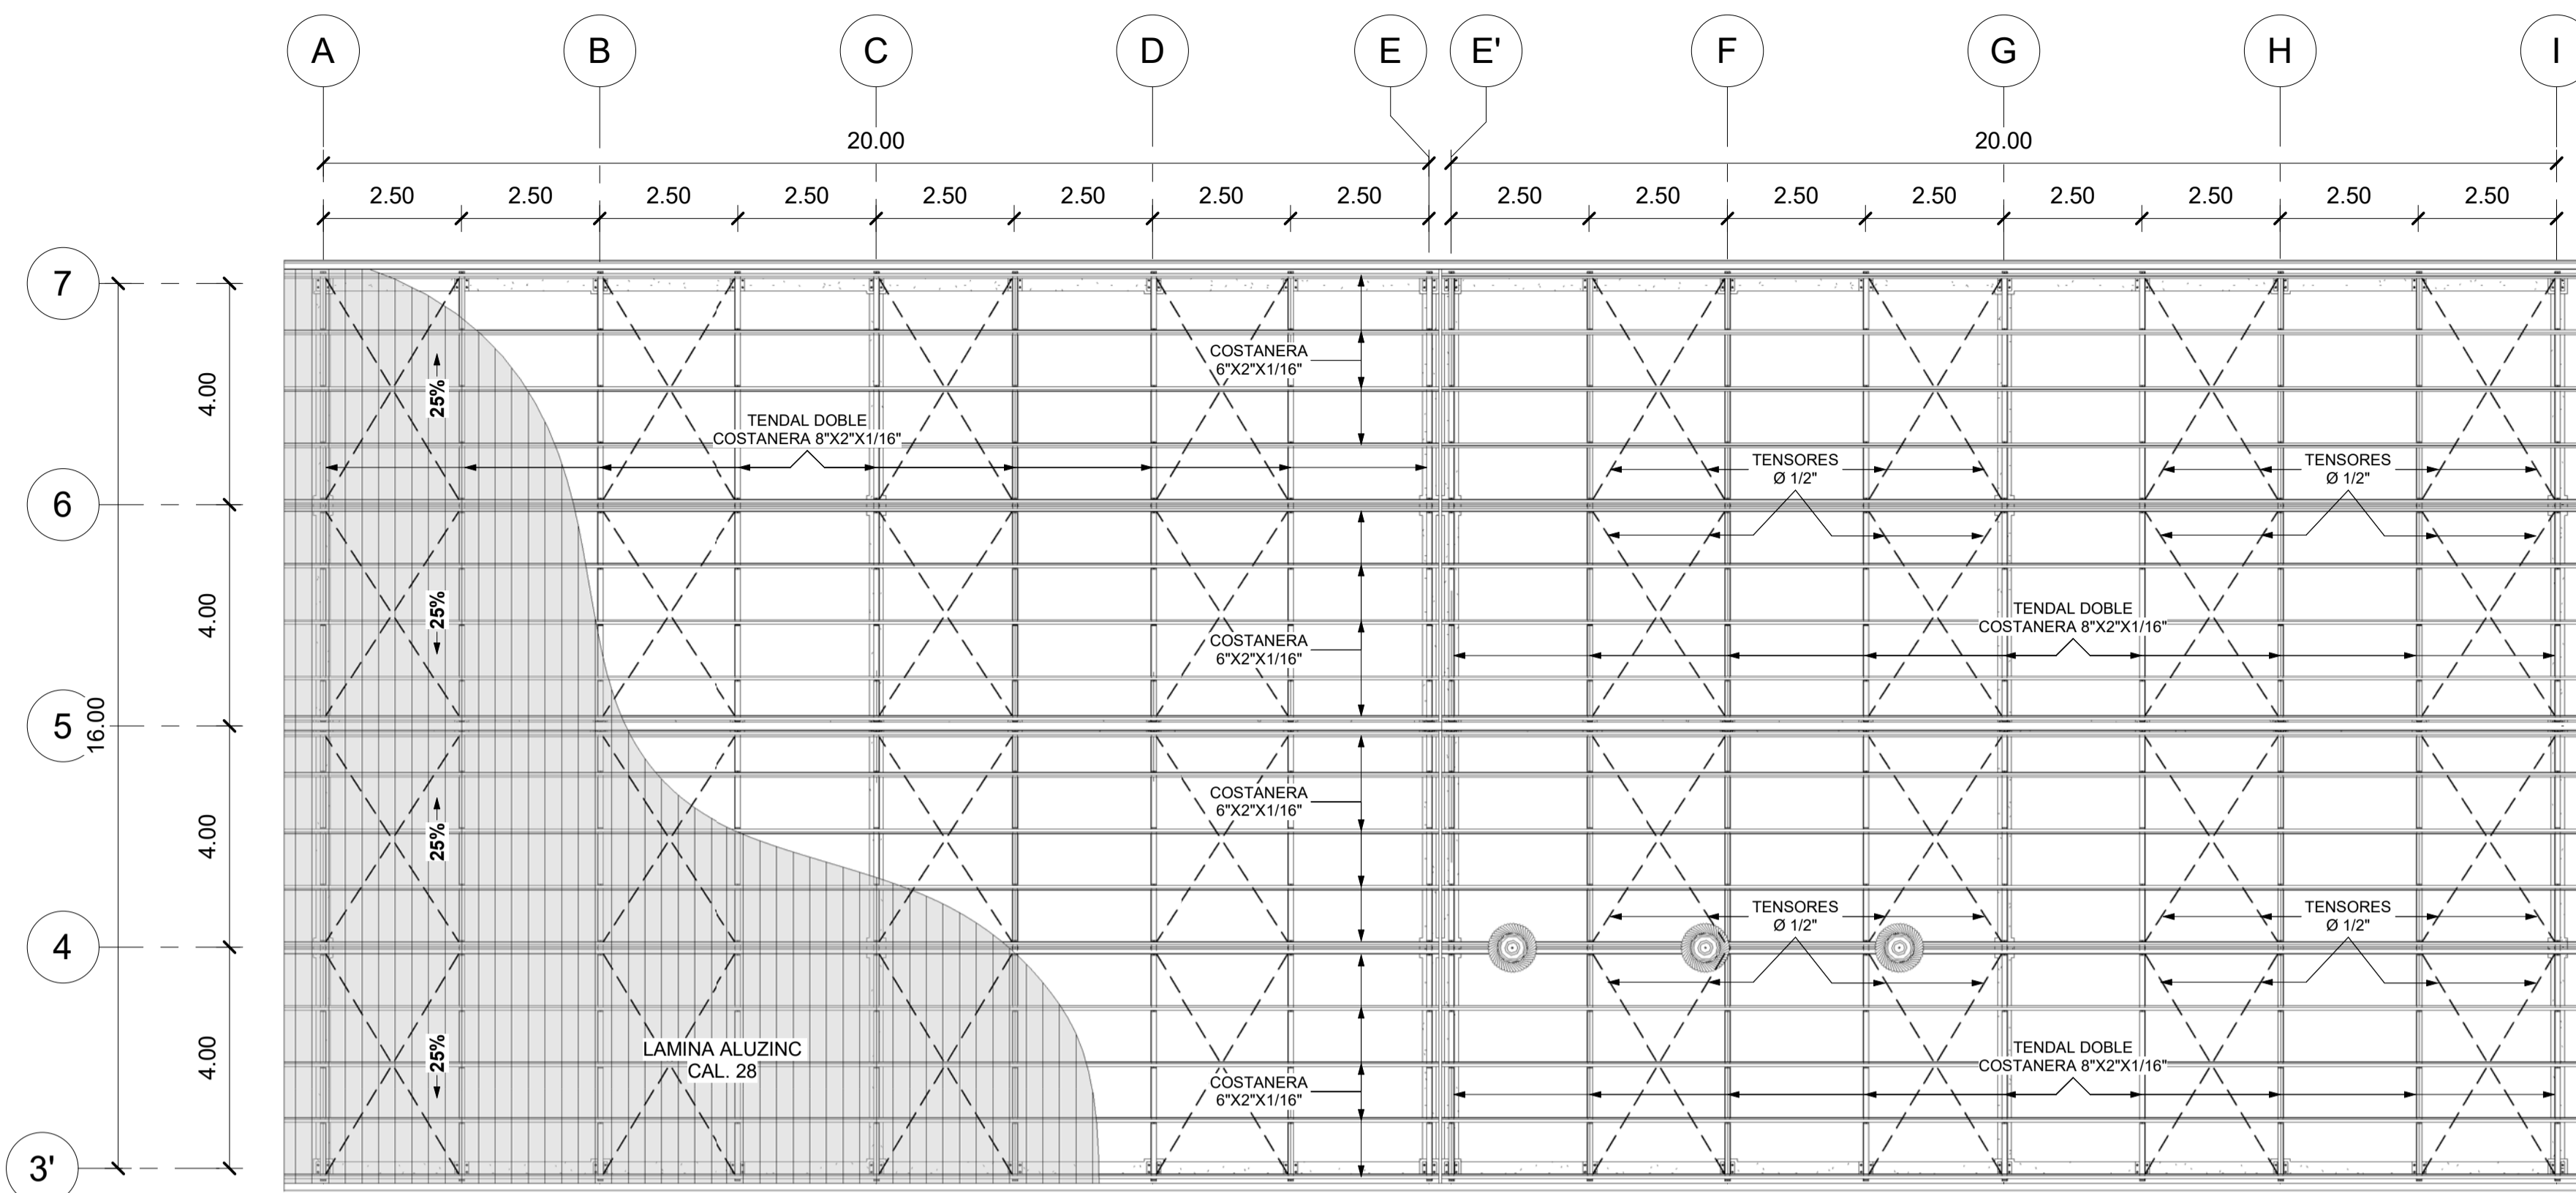 A B C D E E' F G H I
20.00 20.00
2.50 2.50 2.50 2.50 2.50 2.50 2.50 2.50 2.50 2.50 2.50 2.50 2.50 2.50 2.50 2.50
7
4.00
25%
COSTANERA
6"X2"X1/16"
TENDAL DOBLE
COSTANERA 8"X2"X1/16"
TENSORES
Ø 1/2"
TENSORES
Ø 1/2"
6
4.00
25%
COSTANERA
6"X2"X1/16"
TENDAL DOBLE
COSTANERA 8"X2"X1/16"
5
16.00
4.00
25%
COSTANERA
6"X2"X1/16"
TENSORES
Ø 1/2"
TENSORES
Ø 1/2"
4
4.00
25%
LAMINA ALUZINC
CAL. 28
COSTANERA
6"X2"X1/16"
TENDAL DOBLE
COSTANERA 8"X2"X1/16"
3'